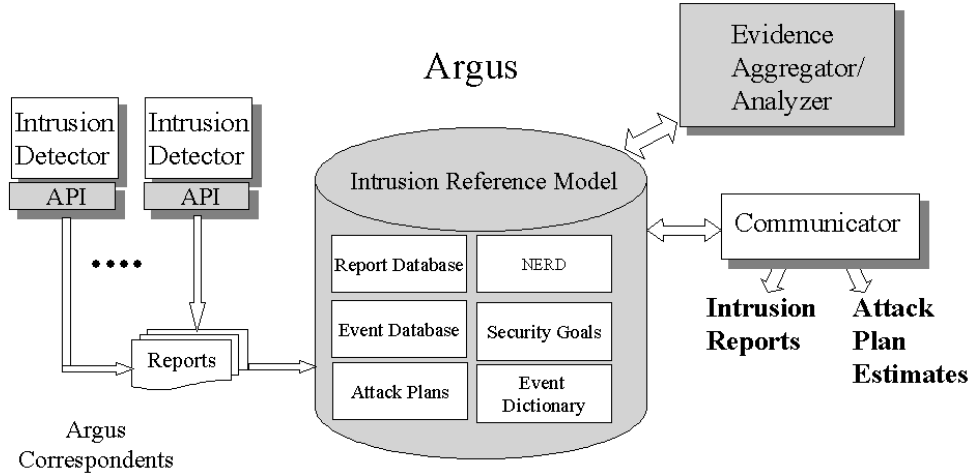 Argus
Evidence
Aggregator/
Analyzer
Intrusion
Detector
API
Intrusion
Detector
API
Reports
Argus
Correspondents
Intrusion Reference Model
Report Database
NERD
Event Database
Security Goals
Attack Plans
Event
Dictionary
Communicator
Intrusion
Reports
Attack
Plan
Estimates